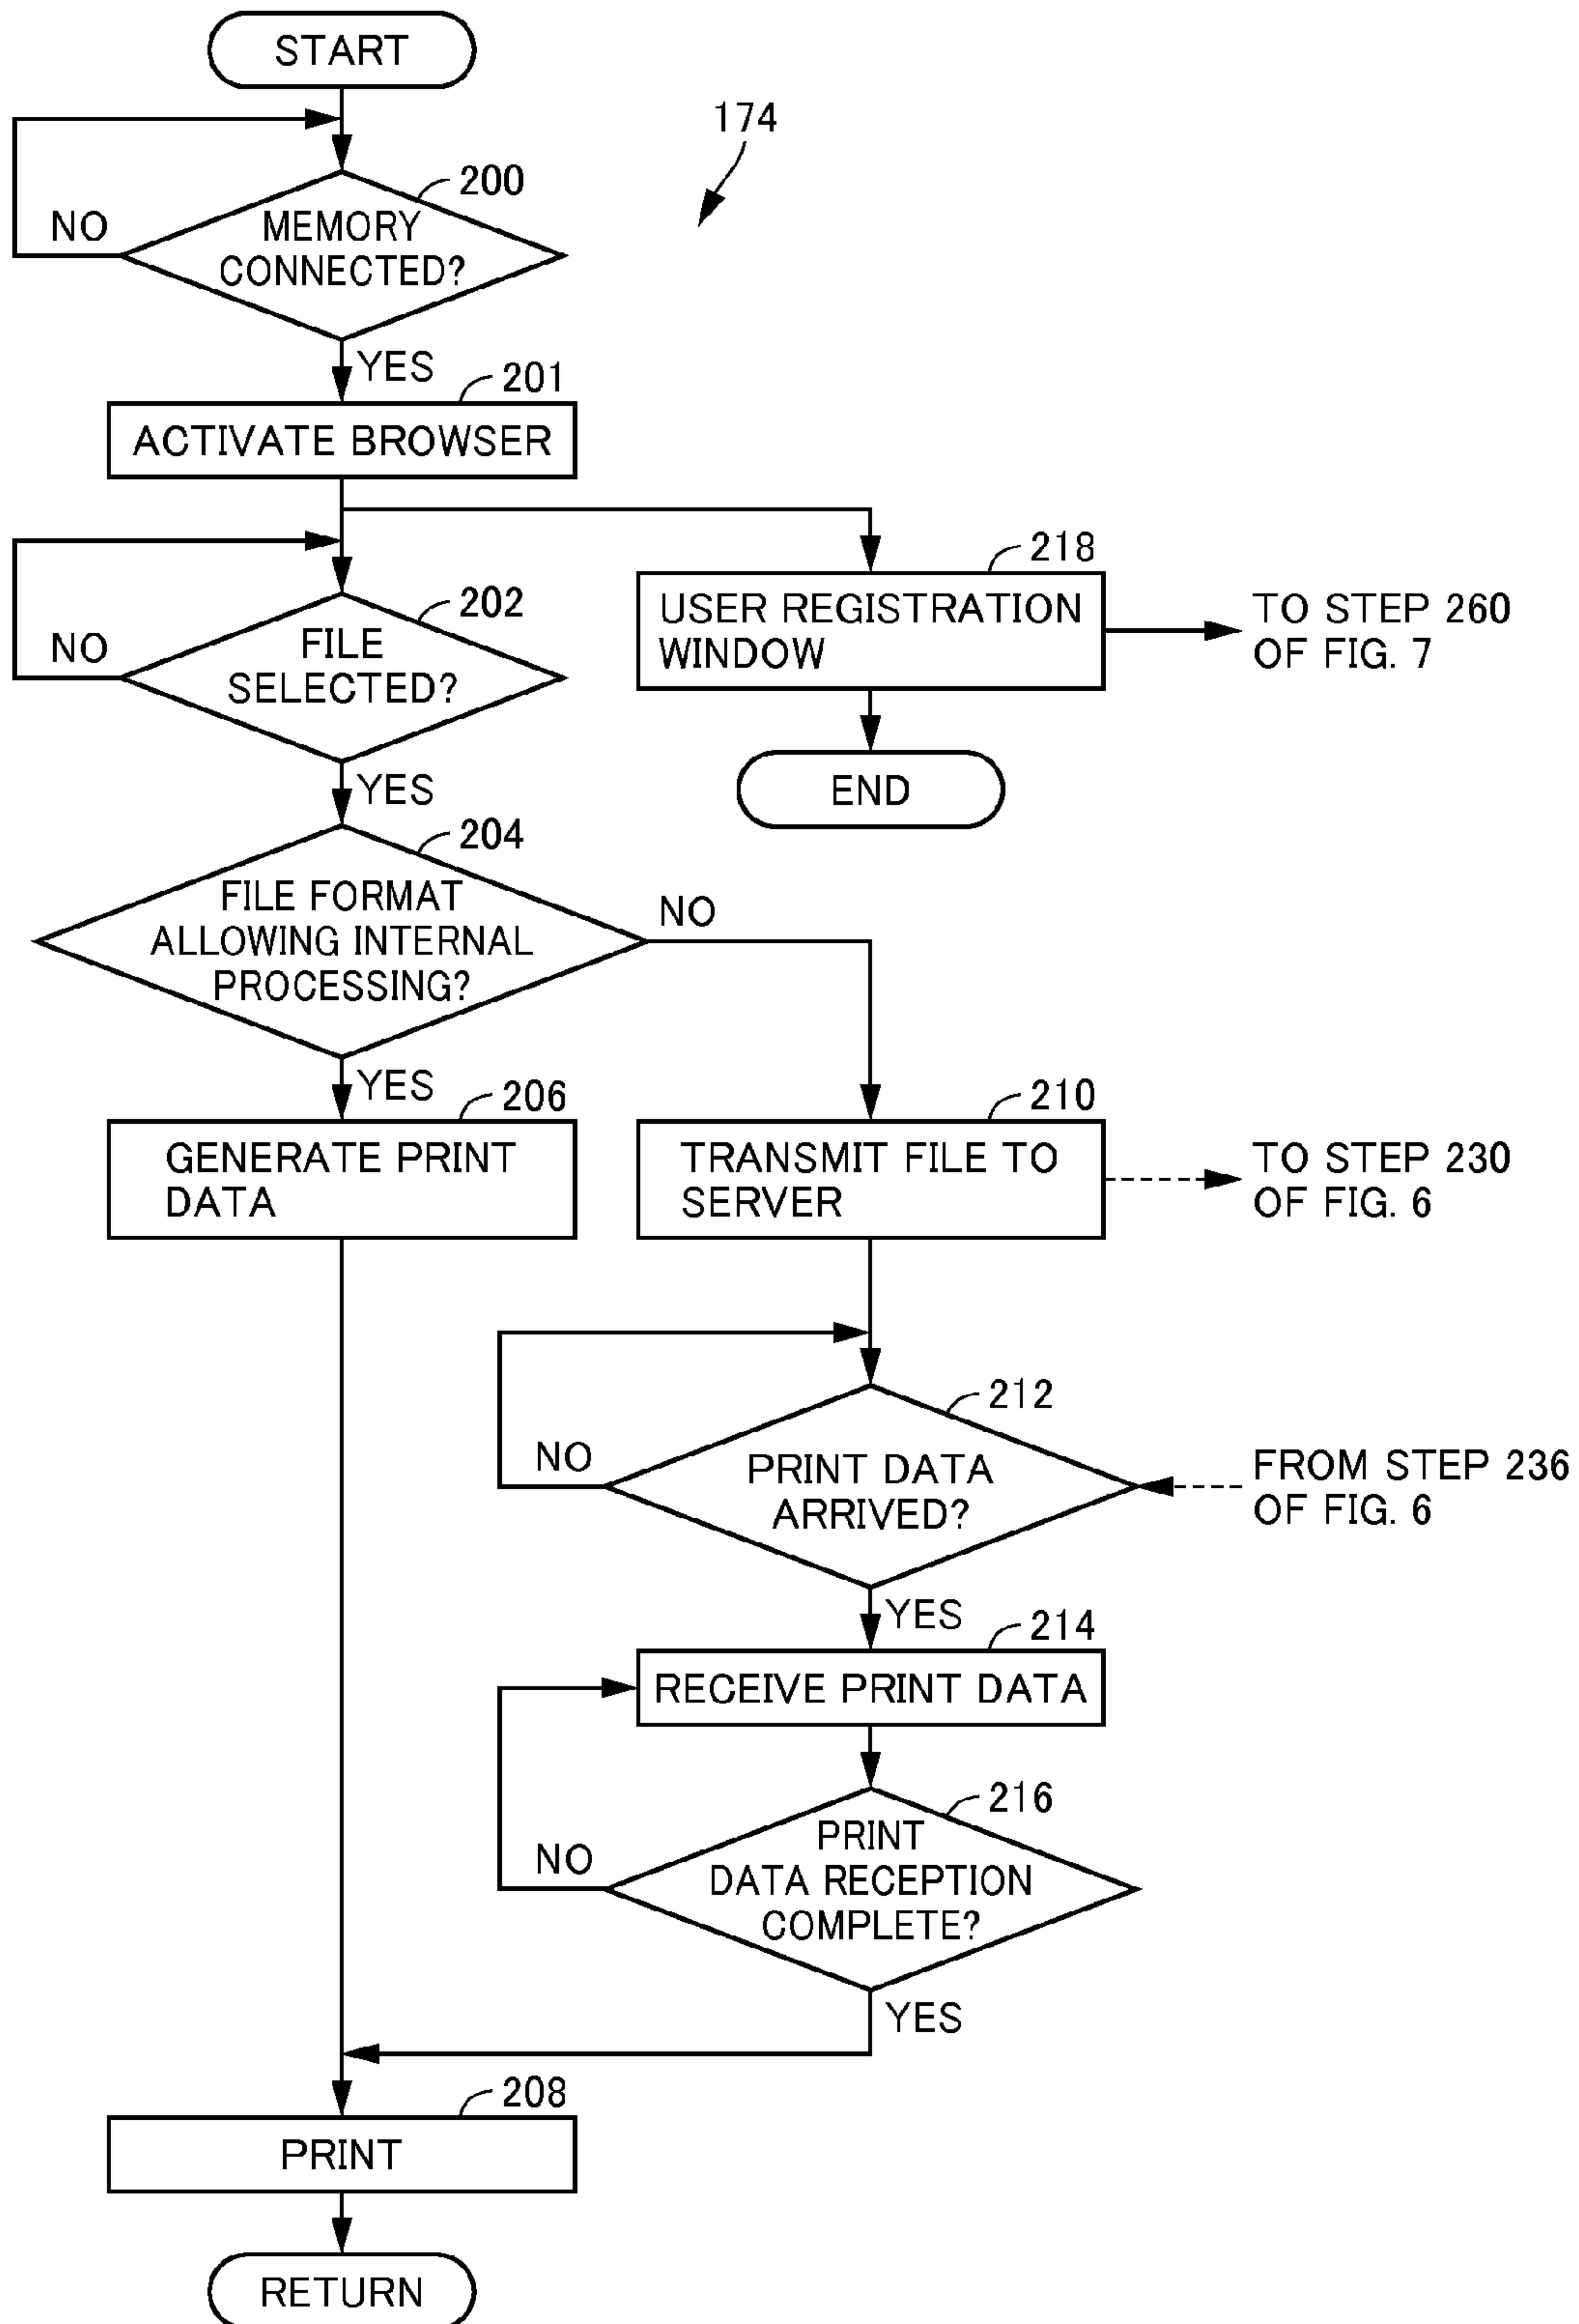 START
174
200
MEMORY
CONNECTED?
NO
YES
201
ACTIVATE BROWSER
202
FILE
SELECTED?
NO
218
USER REGISTRATION
WINDOW
TO STEP 260
OF FIG. 7
END
YES
204
FILE FORMAT
ALLOWING INTERNAL
PROCESSING?
NO
YES
206
GENERATE PRINT
DATA
210
TRANSMIT FILE TO
SERVER
TO STEP 230
OF FIG. 6
212
PRINT DATA
ARRIVED?
NO
FROM STEP 236
OF FIG. 6
YES
214
RECEIVE PRINT DATA
216
PRINT
DATA RECEPTION
COMPLETE?
NO
YES
208
PRINT
RETURN